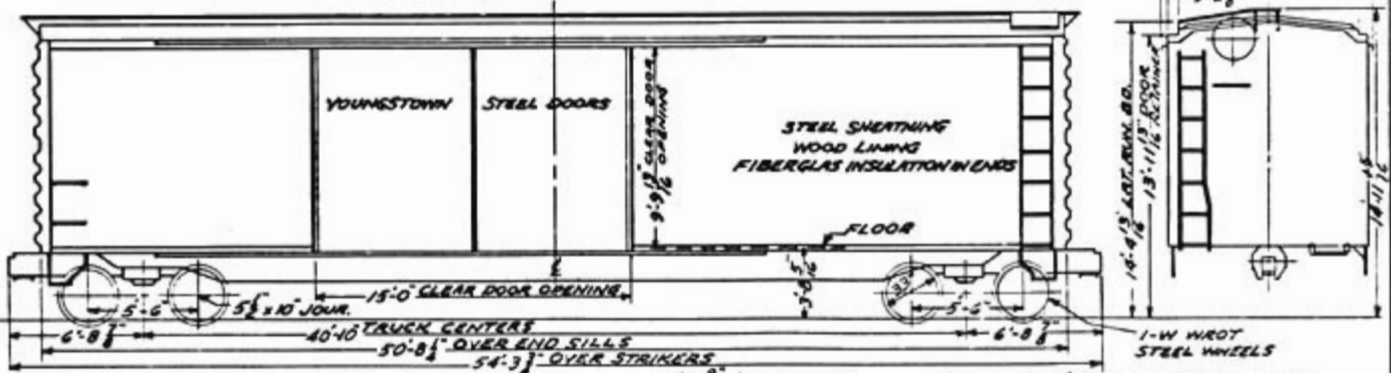 YOUNGSTOWN STEEL DOORS
9'-9 13/16" CLEAR DOOR
OPENING
STEEL SHEATHING
WOOD LINING
FIBERGLAS INSULATION IN ENDS
FLOOR
3'-8 5/16"
15'-0" CLEAR DOOR OPENING
5'-6"
5 1/2 x 10" JOUR.
33"
5'-6"
6'-8 7/8"
40'-10" TRUCK CENTERS
6'-8 7/8"
50'-8 1/4" OVER END SILLS
54'-3 3/4" OVER STRIKERS
1-W WROT
STEEL WHEELS
14'-4 13/16" LAT. RUN. BD.
13'-11 13/16" DOOR
RETAINER
14'-11 15/16"